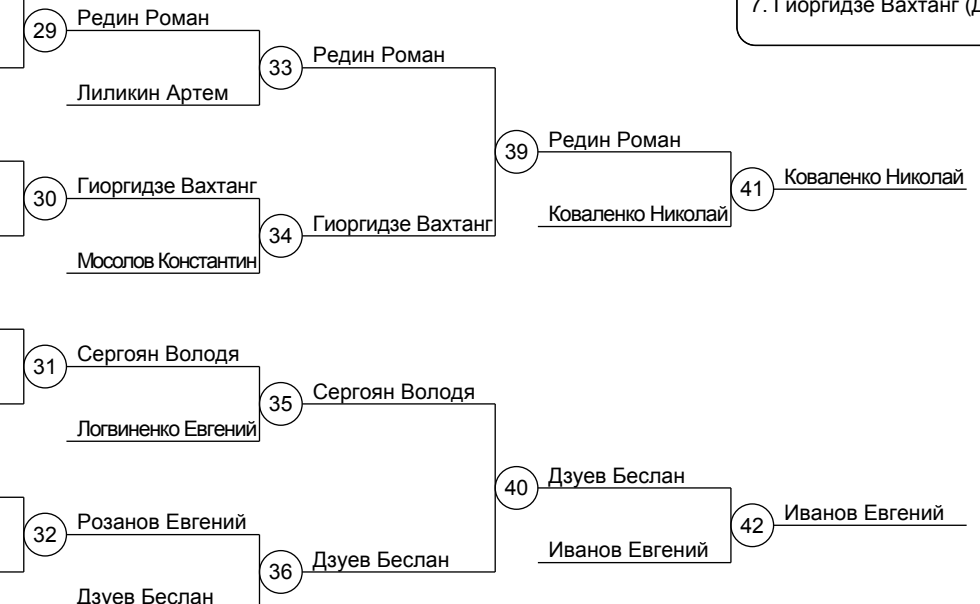 7. Гиоргидзе Вахтанг
29
Редин Роман
33
Редин Роман
Лиликин Артем
39
Редин Роман
41
Коваленко Николай
30
Гиоргидзе Вахтанг
Коваленко Николай
34
Гиоргидзе Вахтанг
Мосолов Константин
31
Сергоян Володя
35
Сергоян Володя
Логвиненко Евгений
40
Дзуев Беслан
42
Иванов Евгений
32
Розанов Евгений
Иванов Евгений
36
Дзуев Беслан
Дзуев Беслан